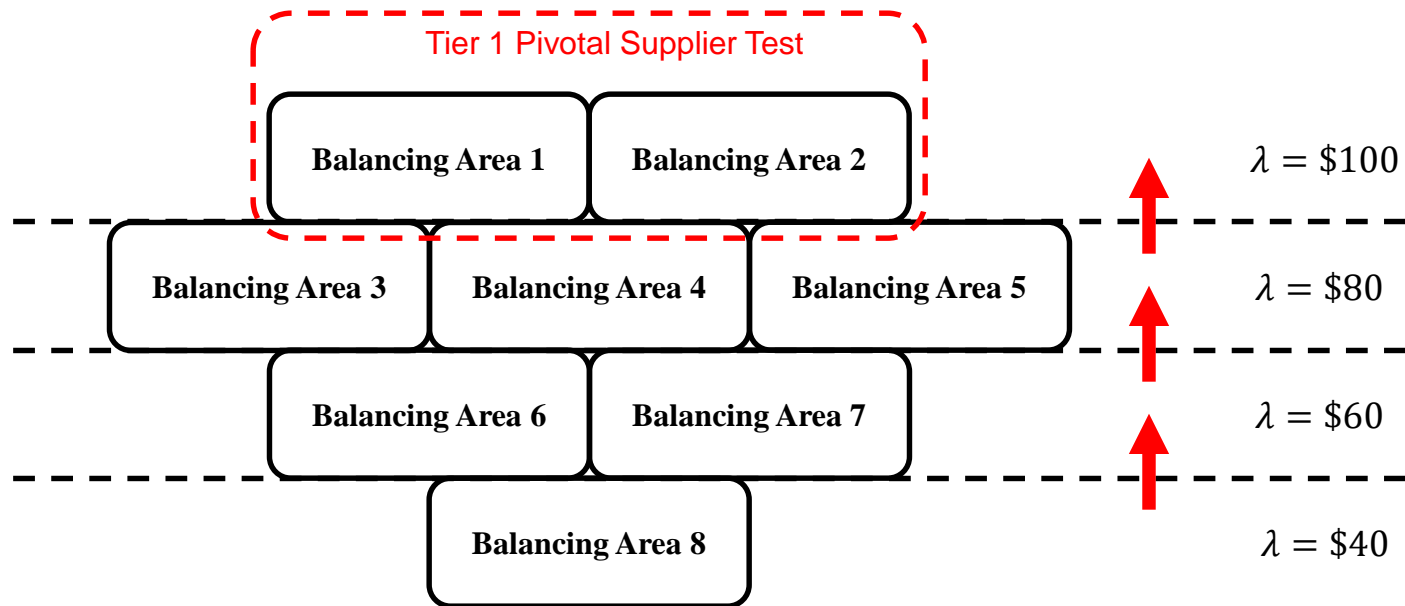 Tier 1 Pivotal Supplier Test
Balancing Area 1 Balancing Area 2 λ = $100
Balancing Area 3 Balancing Area 4 Balancing Area 5 λ = $80
Balancing Area 6 Balancing Area 7 λ = $60
Balancing Area 8 λ = $40